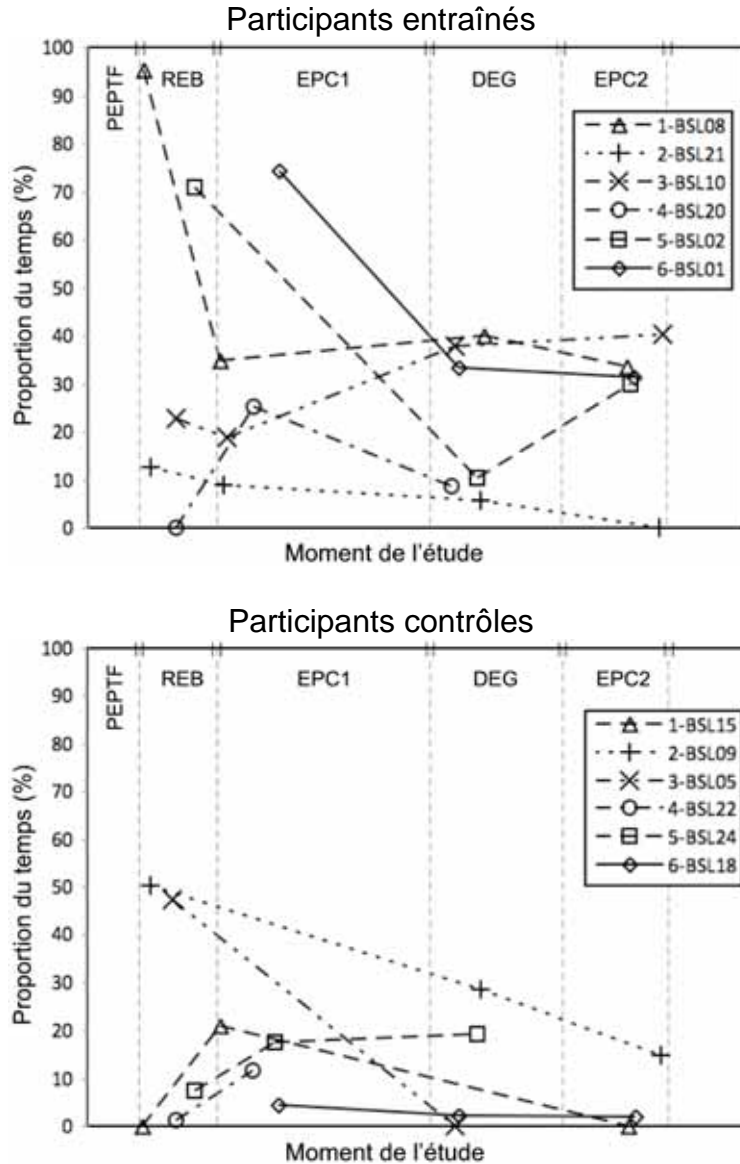 Participants entraînés
100
90
80
70
60
50
40
30
20
10
0
Proportion du temps (%)
PEPTF
REB
EPC1
DEG
EPC2
1-BSL08
2-BSL21
3-BSL10
4-BSL20
5-BSL02
6-BSL01
Moment de l'étude
Participants contrôles
100
90
80
70
60
50
40
30
20
10
0
Proportion du temps (%)
PEPTF
REB
EPC1
DEG
EPC2
1-BSL15
2-BSL09
3-BSL05
4-BSL22
5-BSL24
6-BSL18
Moment de l'étude